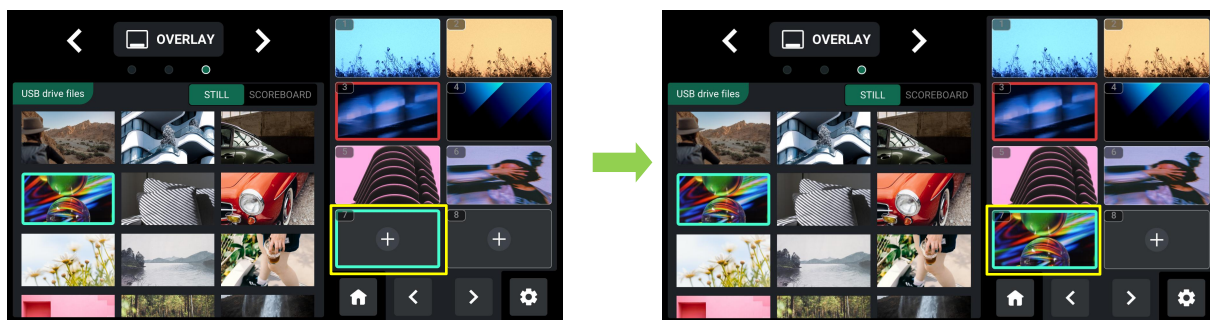 OVERLAY
USB drive files
STILL SCOREBOARD
1 2
3 4
5 6
7 8
OVERLAY
USB drive files
STILL SCOREBOARD
1 2
3 4
5 6
7 8